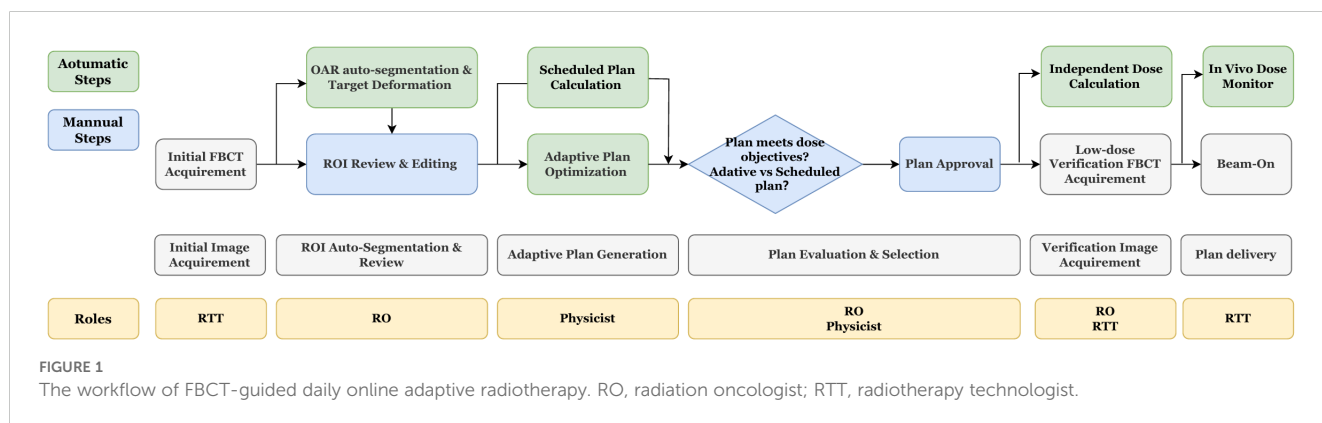 Aotumatic
Steps
Mannual
Steps
Initial FBCT
Acquirement
OAR auto-segmentation &
Target Deformation
ROI Review & Editing
Scheduled Plan
Calculation
Adaptive Plan
Optimization
Plan meets dose
objectives?
Adative vs Scheduled
plan?
Plan Approval
Independent Dose
Calculation
Low-dose
Verification FBCT
Acquirement
In Vivo Dose
Monitor
Beam-On
Initial Image
Acquirement
ROI Auto-Segmentation &
Review
Adaptive Plan Generation
Plan Evaluation & Selection
Verification Image
Acquirement
Plan delivery
Roles
RTT
RO
Physicist
RO
Physicist
RO
RTT
RTT
FIGURE 1
The workflow of FBCT-guided daily online adaptive radiotherapy. RO, radiation oncologist; RTT, radiotherapy technologist.